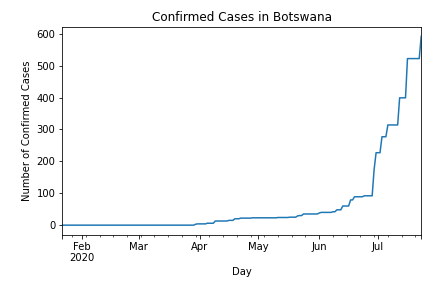 Confirmed Cases in Botswana
600
500
400
300
200
100
0
Number of Confirmed Cases
Feb Mar Apr May Jun Jul
2020
Day